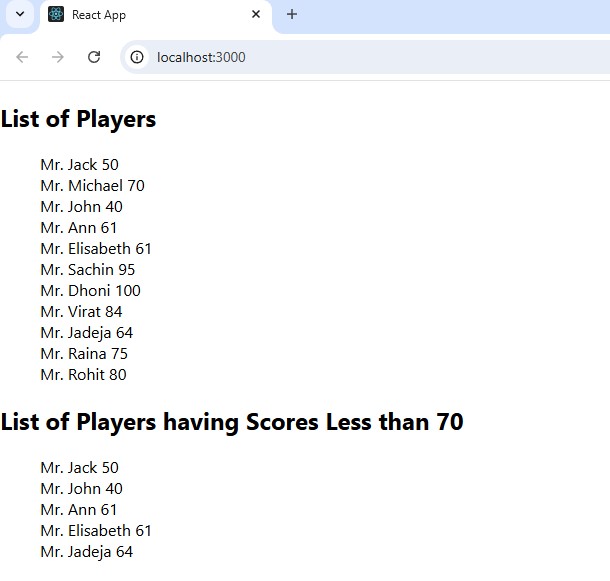 React App
localhost:3000
List of Players
Mr. Jack 50
Mr. Michael 70
Mr. John 40
Mr. Ann 61
Mr. Elisabeth 61
Mr. Sachin 95
Mr. Dhoni 100
Mr. Virat 84
Mr. Jadeja 64
Mr. Raina 75
Mr. Rohit 80
List of Players having Scores Less than 70
Mr. Jack 50
Mr. John 40
Mr. Ann 61
Mr. Elisabeth 61
Mr. Jadeja 64